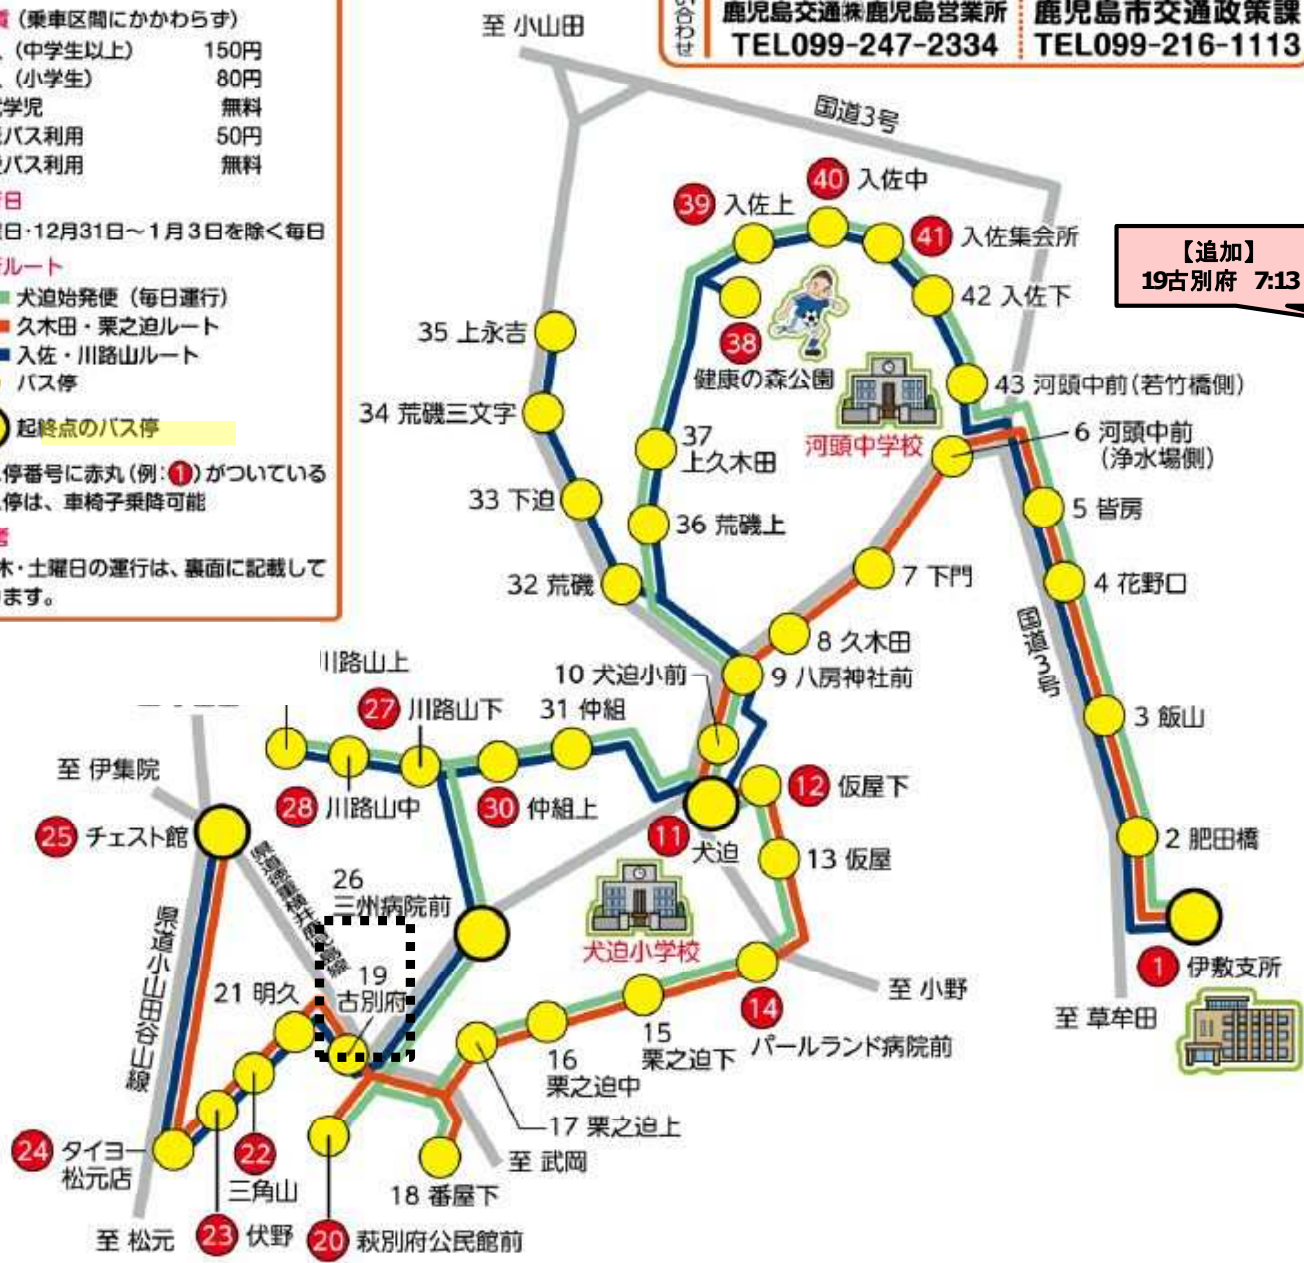 (乗車区間にかかわらず)
(中学生以上) 150円
(小学生) 80円
学児 無料
パス利用 50円
パス利用 無料
日
日・12月31日~1月3日を除く毎日
ルート
犬迫始発便(毎日運行)
久木田・栗之迫ルート
入佐・川路山ルート
バス停
起終点のバス停
停番号に赤丸(例:1)がついている
停は、車椅子乗降可能
木・土曜日の運行は、裏面に記載して
ます。
い合わせ
鹿児島交通㈱鹿児島営業所
TEL099-247-2334
鹿児島市交通政策課
TEL099-216-1113
至 小山田
国道3号
40 入佐中
39 入佐上
41 入佐集会所
【追加】
19古別府 7:13
42 入佐下
38
健康の森公園
35 上永吉
43 河頭中前(若竹橋側)
34 荒磯三文字
河頭中学校
6 河頭中前
(浄水場側)
37
上久木田
33 下迫
36 荒磯上
5 皆房
32 荒磯
7 下門
4 花野口
国道3号
8 久木田
川路山上
10 犬迫小前
9 八房神社前
27 川路山下
31 仲組
3 飯山
至 伊集院
28 川路山中
30 仲組上
12 仮屋下
25 チェスト館
11 犬迫
2 肥田橋
13 仮屋
26
三州病院前
犬迫小学校
県道小山田谷山線
19
古別府
21 明久
至 小野
1 伊敷支所
14
パールランド病院前
至 草牟田
15
栗之迫下
16
栗之迫中
17 栗之迫上
24 タイヨー
松元店
22
三角山
至 武岡
18 番屋下
至 松元
23 伏野
20 萩別府公民館前